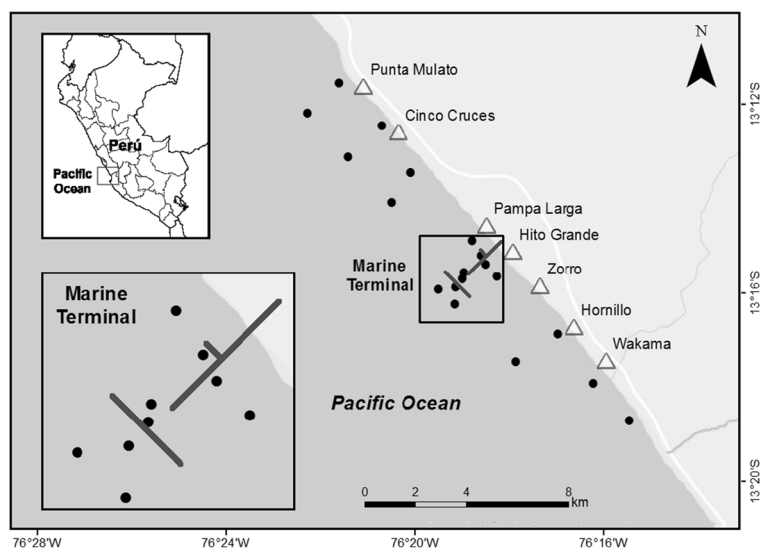 N
Punta Mulato
Cinco Cruces
Perú
Pacific
Ocean
Pampa Larga
Hito Grande
Marine
Terminal
Zorro
Hornillo
Wakama
Marine
Terminal
Pacific Ocean
0 2 4 8
km
13°12'S
13°16'S
13°20'S
76°28'W 76°24'W 76°20'W 76°16'W